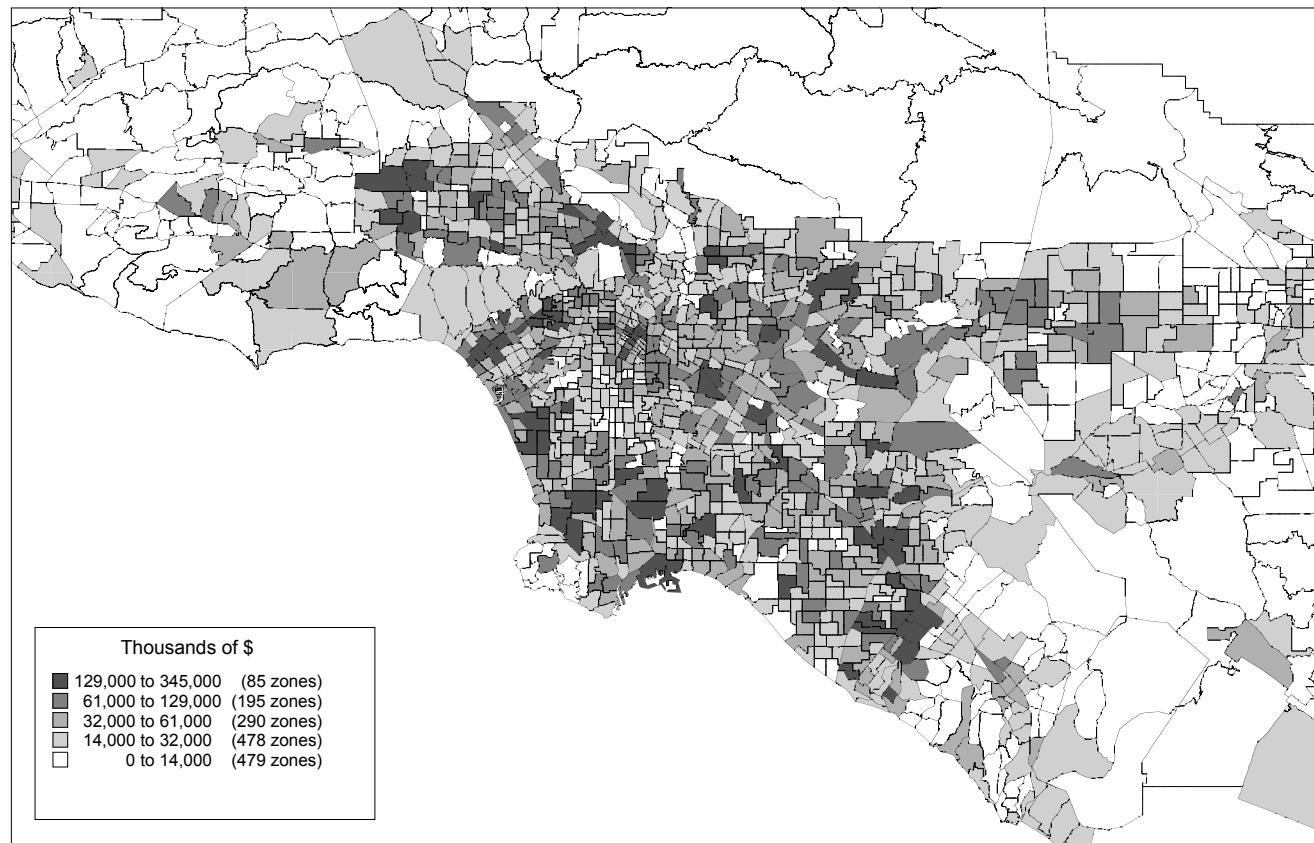 Thousands of $
129,000 to 345,000 (85 zones)
61,000 to 129,000 (195 zones)
32,000 to 61,000 (290 zones)
14,000 to 32,000 (478 zones)
0 to 14,000 (479 zones)